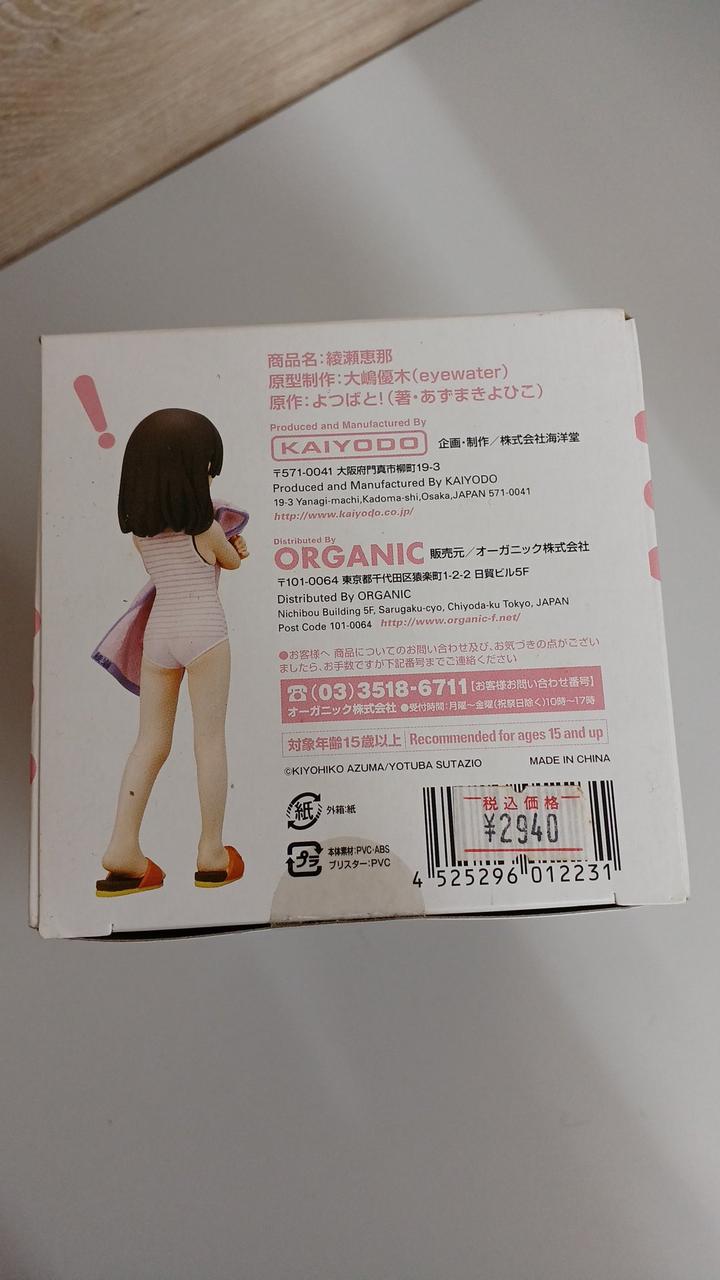 商品名:綾瀬恵那
原型制作:大嶋優木(eyewater)
原作:よつばと!(著・あずまきよひこ)
Produced and Manufactured By
KAIYODO 企画・制作/株式会社海洋堂
〒571-0041 大阪府門真市柳町19-3
Produced and Manufactured By KAIYODO
19-3 Yanagi-machi,Kadoma-shi,Osaka,JAPAN 571-0041
http://www.kaiyodo.co.jp/
Distributed By
ORGANIC 販売元/オーガニック株式会社
〒101-0064 東京都千代田区猿楽町1-2-2 日貿ビル5F
Distributed By ORGANIC
Nichibou Building 5F, Sarugaku-cyo, Chiyoda-ku Tokyo, JAPAN
Post Code 101-0064 http://www.organic-f.net/
●お客様へ 商品についてのお問い合わせ及び、お気づきの点がござい
ましたら、お手数ですが下記番号までご連絡ください
☎(03)3518-6711【お客様お問い合わせ番号】
オーガニック株式会社 ●受付時間:月曜~金曜(祝祭日除く)10時~17時
対象年齢15歳以上 Recommended for ages 15 and up
©KIYOHIKO AZUMA/YOTUBA SUTAZIO MADE IN CHINA
紙 外箱:紙
プラ 本体素材:PVC・ABS
ブリスター:PVC
税込価格
¥2940
4 525296 012231